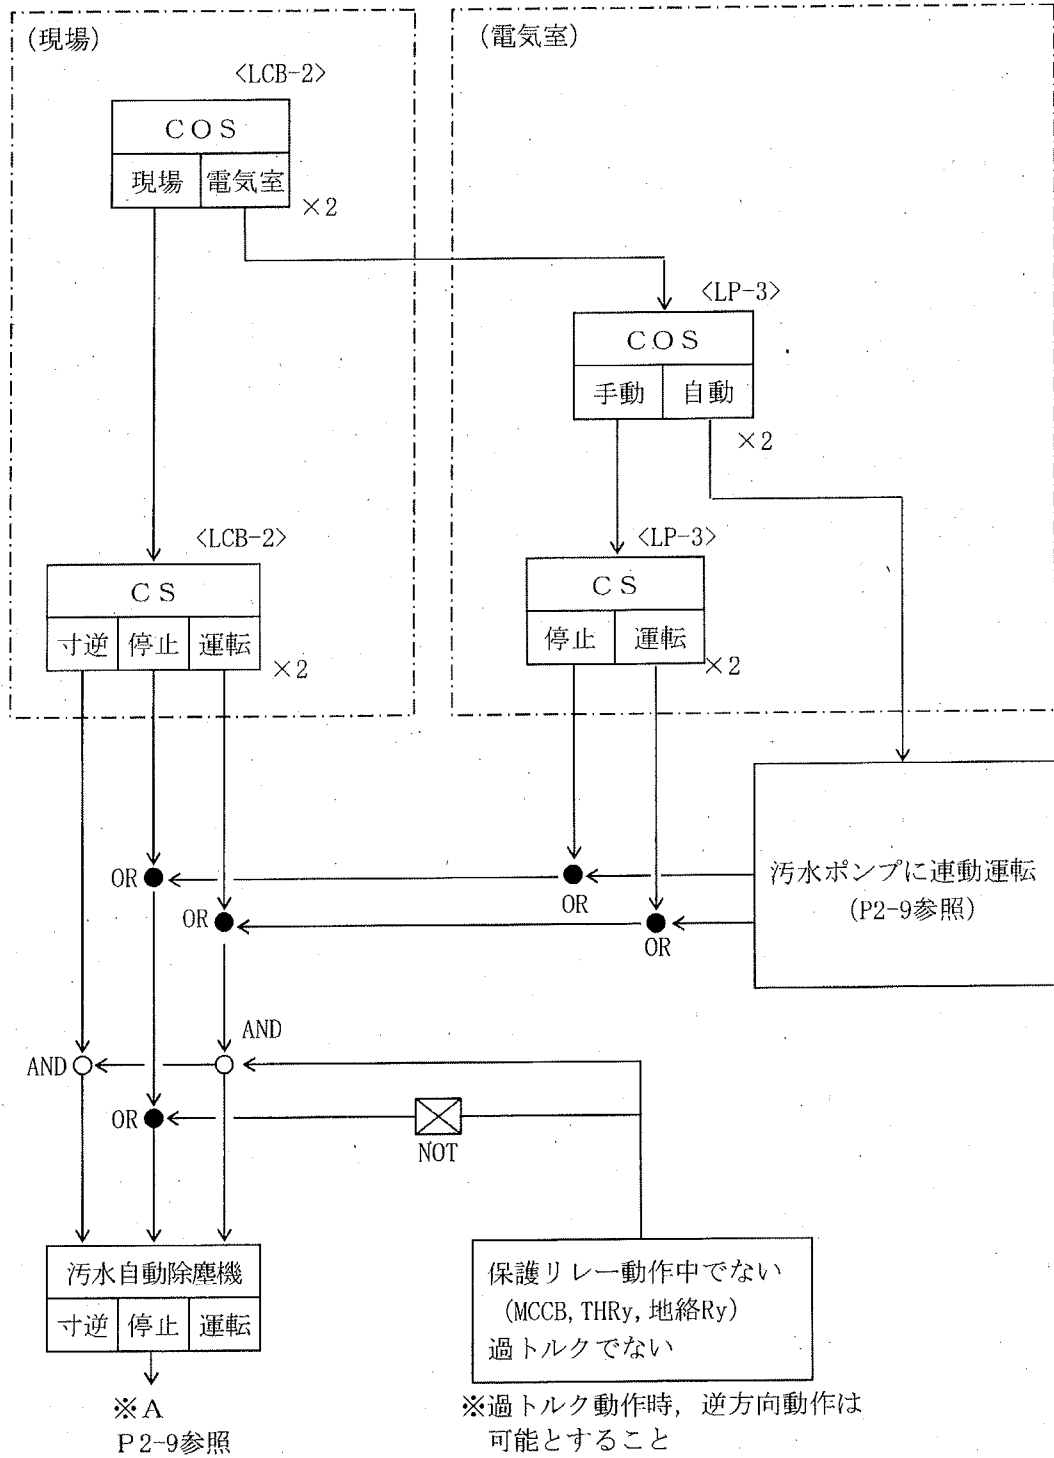 (現場)
(電気室)
<LCB-2>
COS
現場 電気室
×2
<LP-3>
COS
手動 自動
×2
<LCB-2>
CS
寸逆 停止 運転
×2
<LP-3>
CS
停止 運転
×2
汚水ポンプに連動運転
(P2-9参照)
OR
OR
OR
OR
AND
AND
OR
NOT
汚水自動除塵機
寸逆 停止 運転
保護リレー動作中でない
(MCCB, THRy, 地絡Ry)
過トルクでない
※A
P2-9参照
※過トルク動作時, 逆方向動作は
可能とすること